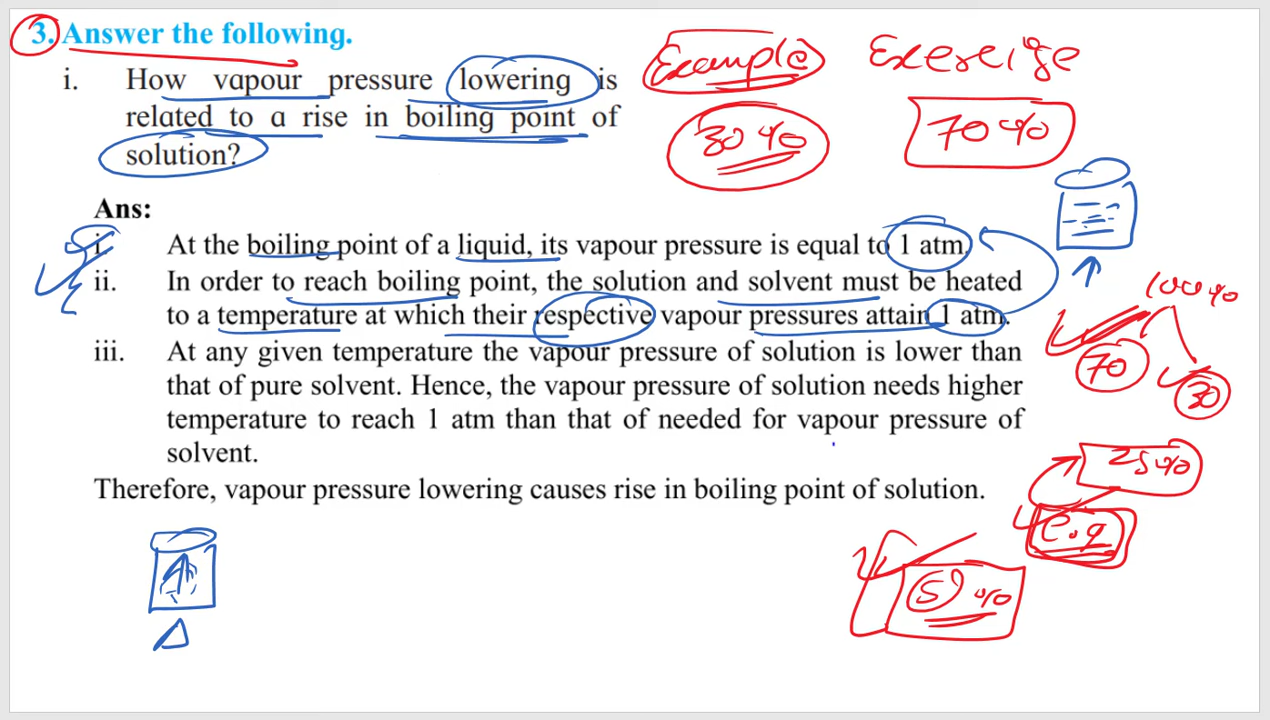 3. Answer the following.
i. How vapour pressure lowering is
related to a rise in boiling point of
solution?
Example
30 %
Exercise
70 %
Ans:
i. At the boiling point of a liquid, its vapour pressure is equal to 1 atm.
ii. In order to reach boiling point, the solution and solvent must be heated
to a temperature at which their respective vapour pressures attain 1 atm.
iii. At any given temperature the vapour pressure of solution is lower than
that of pure solvent. Hence, the vapour pressure of solution needs higher
temperature to reach 1 atm than that of needed for vapour pressure of
solvent.
Therefore, vapour pressure lowering causes rise in boiling point of solution.
100 %
70
30
25 %
e.g
5 %